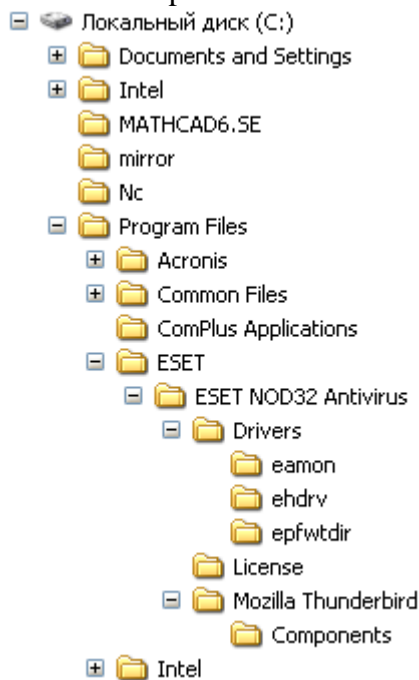 Локальный диск (C:)
Documents and Settings
Intel
MATHCAD6.SE
mirror
Nc
Program Files
Acronis
Common Files
ComPlus Applications
ESET
ESET NOD32 Antivirus
Drivers
eamon
ehdrv
epfwtdir
License
Mozilla Thunderbird
Components
Intel